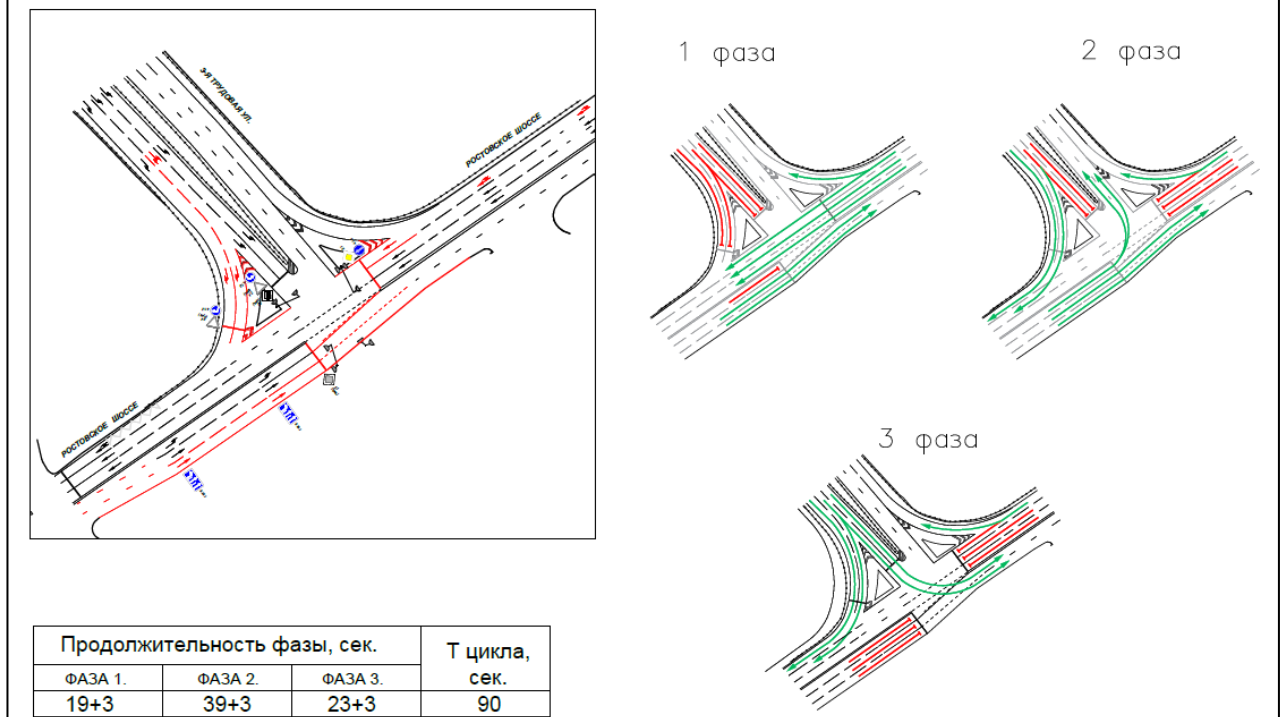 3-Я ТРУДОВАЯ УЛ.
РОСТОВСКОЕ ШОССЕ
РОСТОВСКОЕ ШОССЕ
1 фаза
2 фаза
3 фаза
Продолжительность фазы, сек.
Т цикла, сек.
ФАЗА 1.
ФАЗА 2.
ФАЗА 3.
19+3
39+3
23+3
90